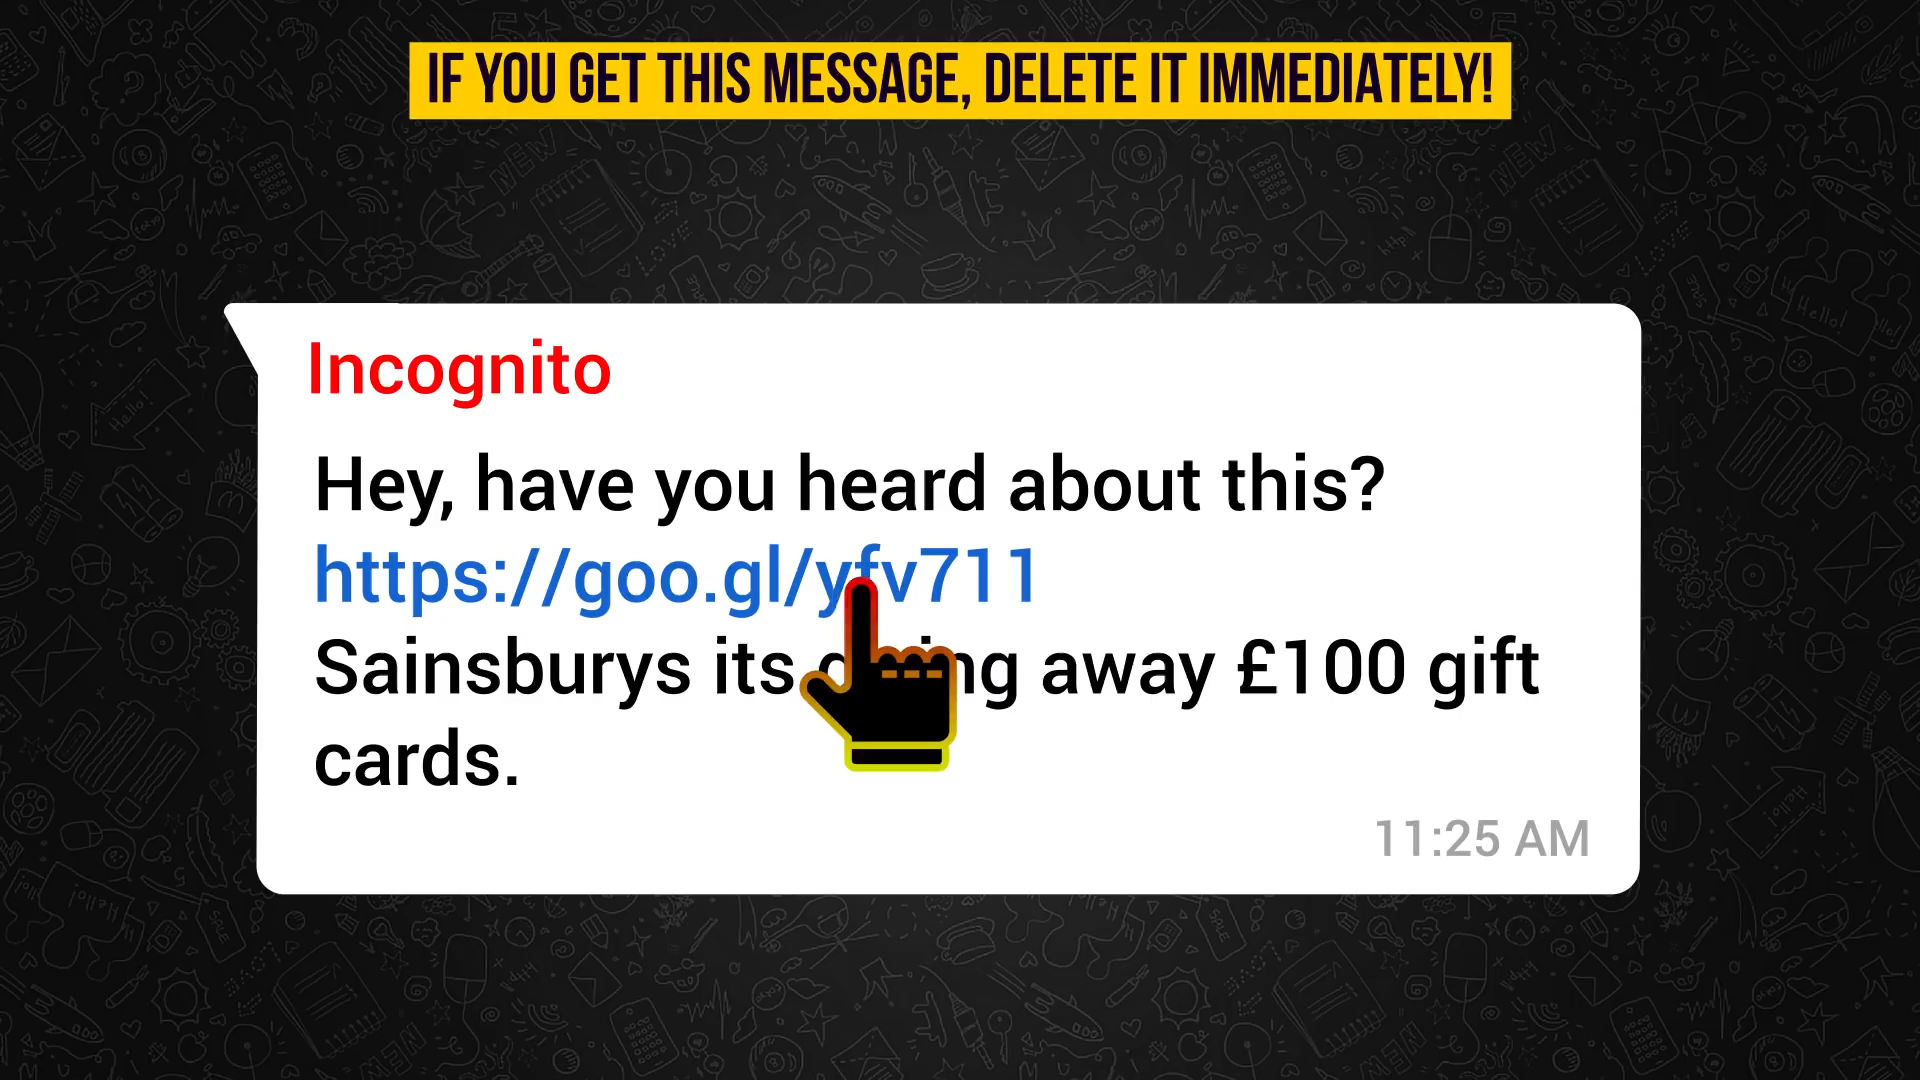 IF YOU GET THIS MESSAGE, DELETE IT IMMEDIATELY!
Incognito
Hey, have you heard about this?
https://goo.gl/yfv711
Sainsburys its away £100 gift
cards.
11:25 AM